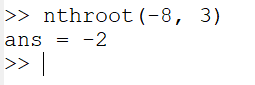 >> nthroot(-8, 3)
ans = -2
>>